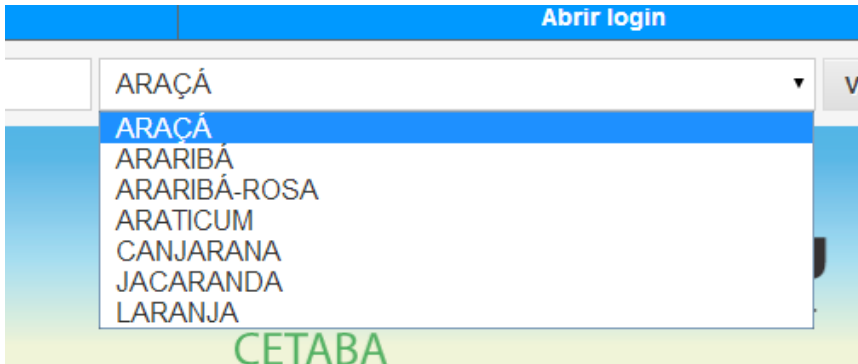 Abrir login
ARAÇÁ
ARAÇÁ
ARARIBÁ
ARARIBÁ-ROSA
ARATICUM
CANJARANA
JACARANDA
LARANJA
CETABA